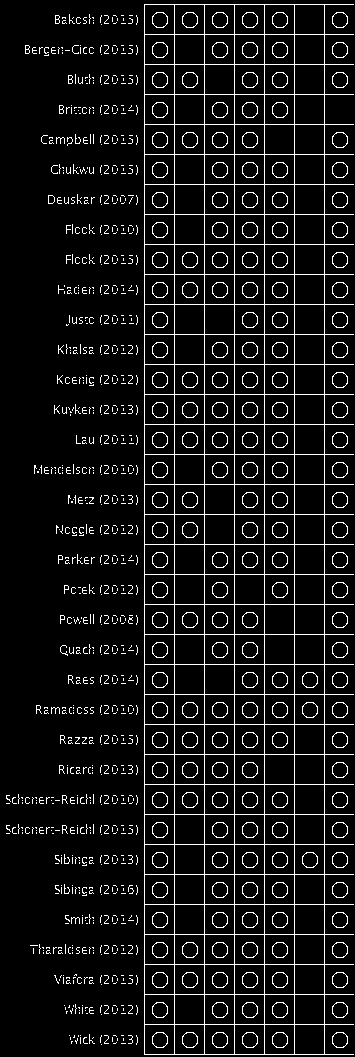 Bakosh (2015)
Bergen-Cico (2015)
Bluth (2015)
Britton (2014)
Campbell (2015)
Chukwu (2015)
Deuskar (2007)
Flook (2010)
Flook (2015)
Haden (2014)
Justo (2011)
Khalsa (2012)
Koenig (2012)
Kuyken (2013)
Lau (2011)
Mendelson (2010)
Metz (2013)
Noggle (2012)
Parker (2014)
Potek (2012)
Powell (2008)
Quach (2014)
Raes (2014)
Ramadoss (2010)
Razza (2015)
Ricard (2013)
Schonert-Reichl (2010)
Schonert-Reichl (2015)
Sibinga (2013)
Sibinga (2016)
Smith (2014)
Tharaldsen (2012)
Viafora (2015)
White (2012)
Wick (2013)